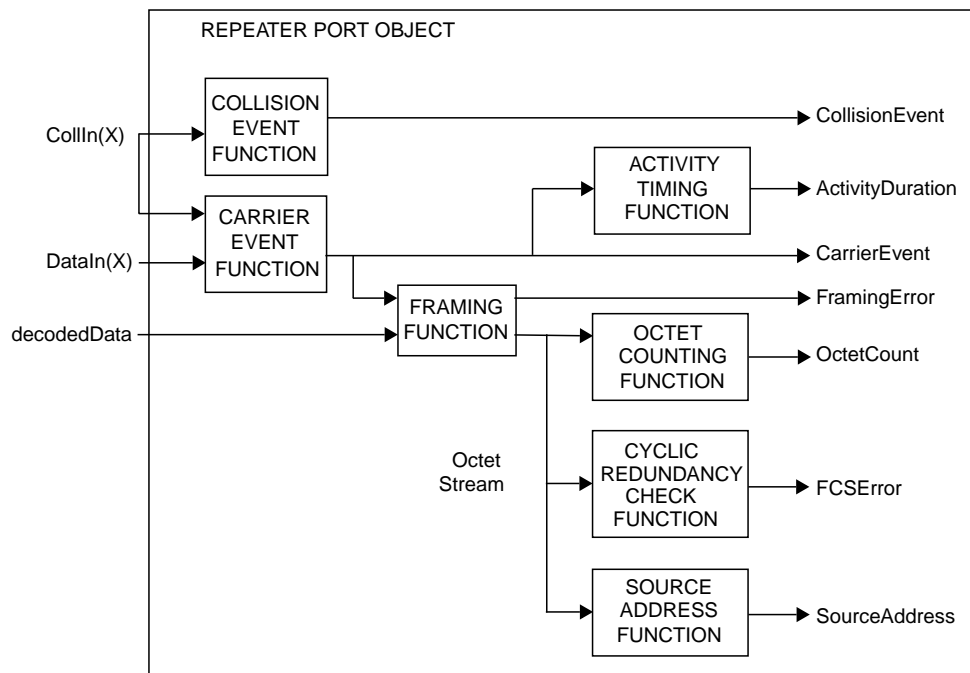 REPEATER PORT OBJECT
COLLISION
EVENT
FUNCTION
CollIn(X)
CollisionEvent
ACTIVITY
TIMING
FUNCTION
ActivityDuration
CARRIER
EVENT
FUNCTION
DataIn(X)
CarrierEvent
FRAMING
FUNCTION
FramingError
decodedData
OCTET
COUNTING
FUNCTION
OctetCount
Octet
Stream
CYCLIC
REDUNDANCY
CHECK
FUNCTION
FCSError
SOURCE
ADDRESS
FUNCTION
SourceAddress